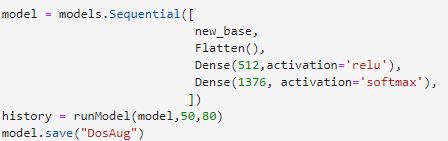 model = models.Sequential([
new_base,
Flatten(),
Dense(512,activation='relu'),
Dense(1376, activation='softmax'),
])
history = runModel(model,50,80)
model.save("DosAug")